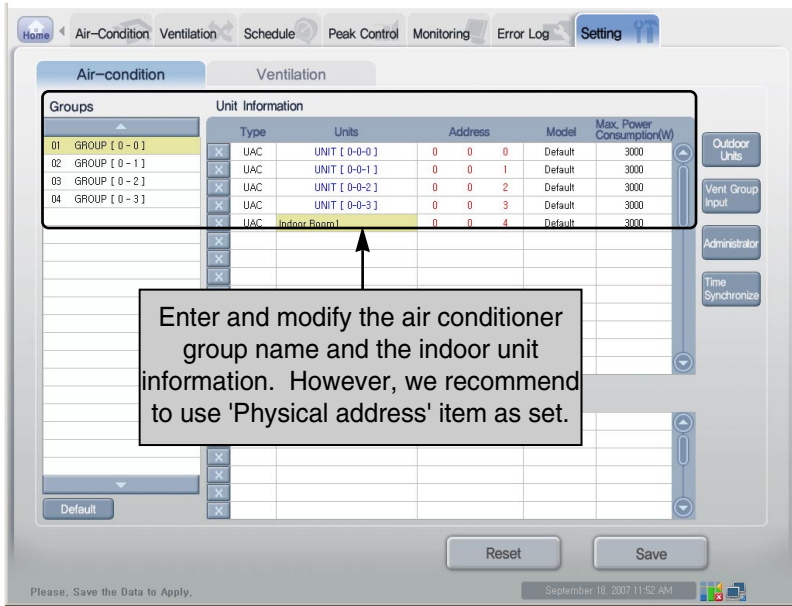 Home Air-Condition Ventilation Schedule Peak Control Monitoring Error Log Setting
Air-condition Ventilation
Groups
01 GROUP [ 0 - 0 ]
02 GROUP [ 0 - 1 ]
03 GROUP [ 0 - 2 ]
04 GROUP [ 0 - 3 ]
Default
Unit Information
Type Units Address Model Max, Power Consumption(W)
X UAC UNIT [ 0-0-0 ] 0 0 0 Default 3000
X UAC UNIT [ 0-0-1 ] 0 0 1 Default 3000
X UAC UNIT [ 0-0-2 ] 0 0 2 Default 3000
X UAC UNIT [ 0-0-3 ] 0 0 3 Default 3000
X UAC Indoor Room1 0 0 4 Default 3000
X
X
X
Outdoor
Units
Vent Group
Input
Administrator
Time
Synchronize
Enter and modify the air conditioner
group name and the indoor unit
information. However, we recommend
to use 'Physical address' item as set.
X
X
X
X
Reset Save
Please, Save the Data to Apply.
September 18, 2007 11:52 AM